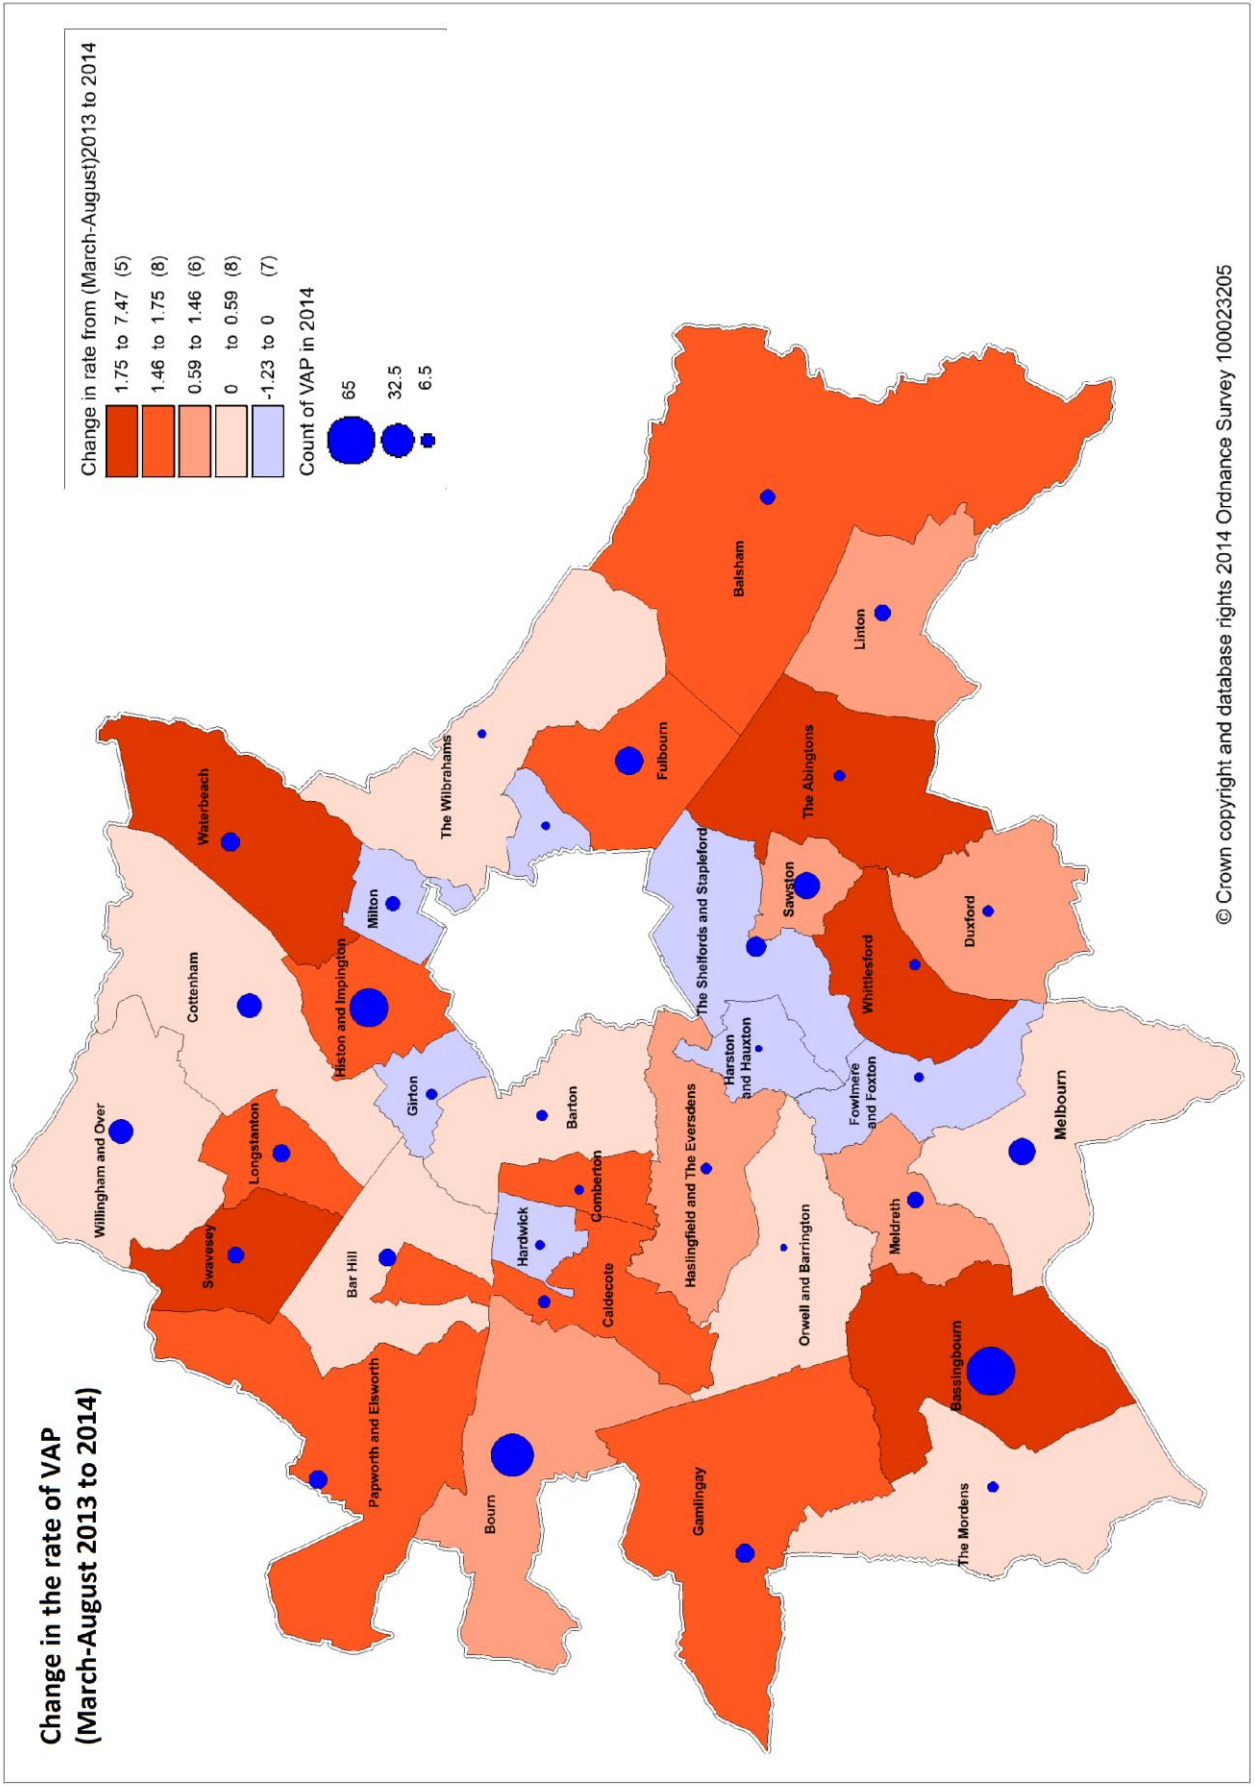 Change in the rate of VAP
(March-August 2013 to 2014)
Change in rate from (March-August)2013 to 2014
1.75 to 7.47 (5)
1.46 to 1.75 (8)
0.59 to 1.46 (6)
0 to 0.59 (8)
-1.23 to 0 (7)
Count of VAP in 2014
65
32.5
6.5
Willingham and Over
Cottenham
Waterbeach
Swavesey
Longstanton
Histon and Impington
Milton
Papworth and Elsworth
Bar Hill
Girton
The Wilbrahams
Bourn
Hardwick
Barton
Comberton
Caldecote
Fulbourn
Balsham
Gamlingay
Haslingfield and The Eversdens
Harston
and Hauxton
The Shelfords and Stapleford
Sawston
The Abingtons
Linton
Orwell and Barrington
Fowlmere
and Foxton
Whittlesford
Meldreth
Duxford
The Mordens
Bassingbourn
Melbourn
© Crown copyright and database rights 2014 Ordnance Survey 100023205